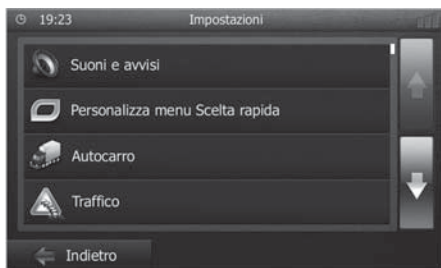 19:23 Impostazioni
Suoni e avvisi
Personalizza menu Scelta rapida
Autocarro
Traffico
Indietro